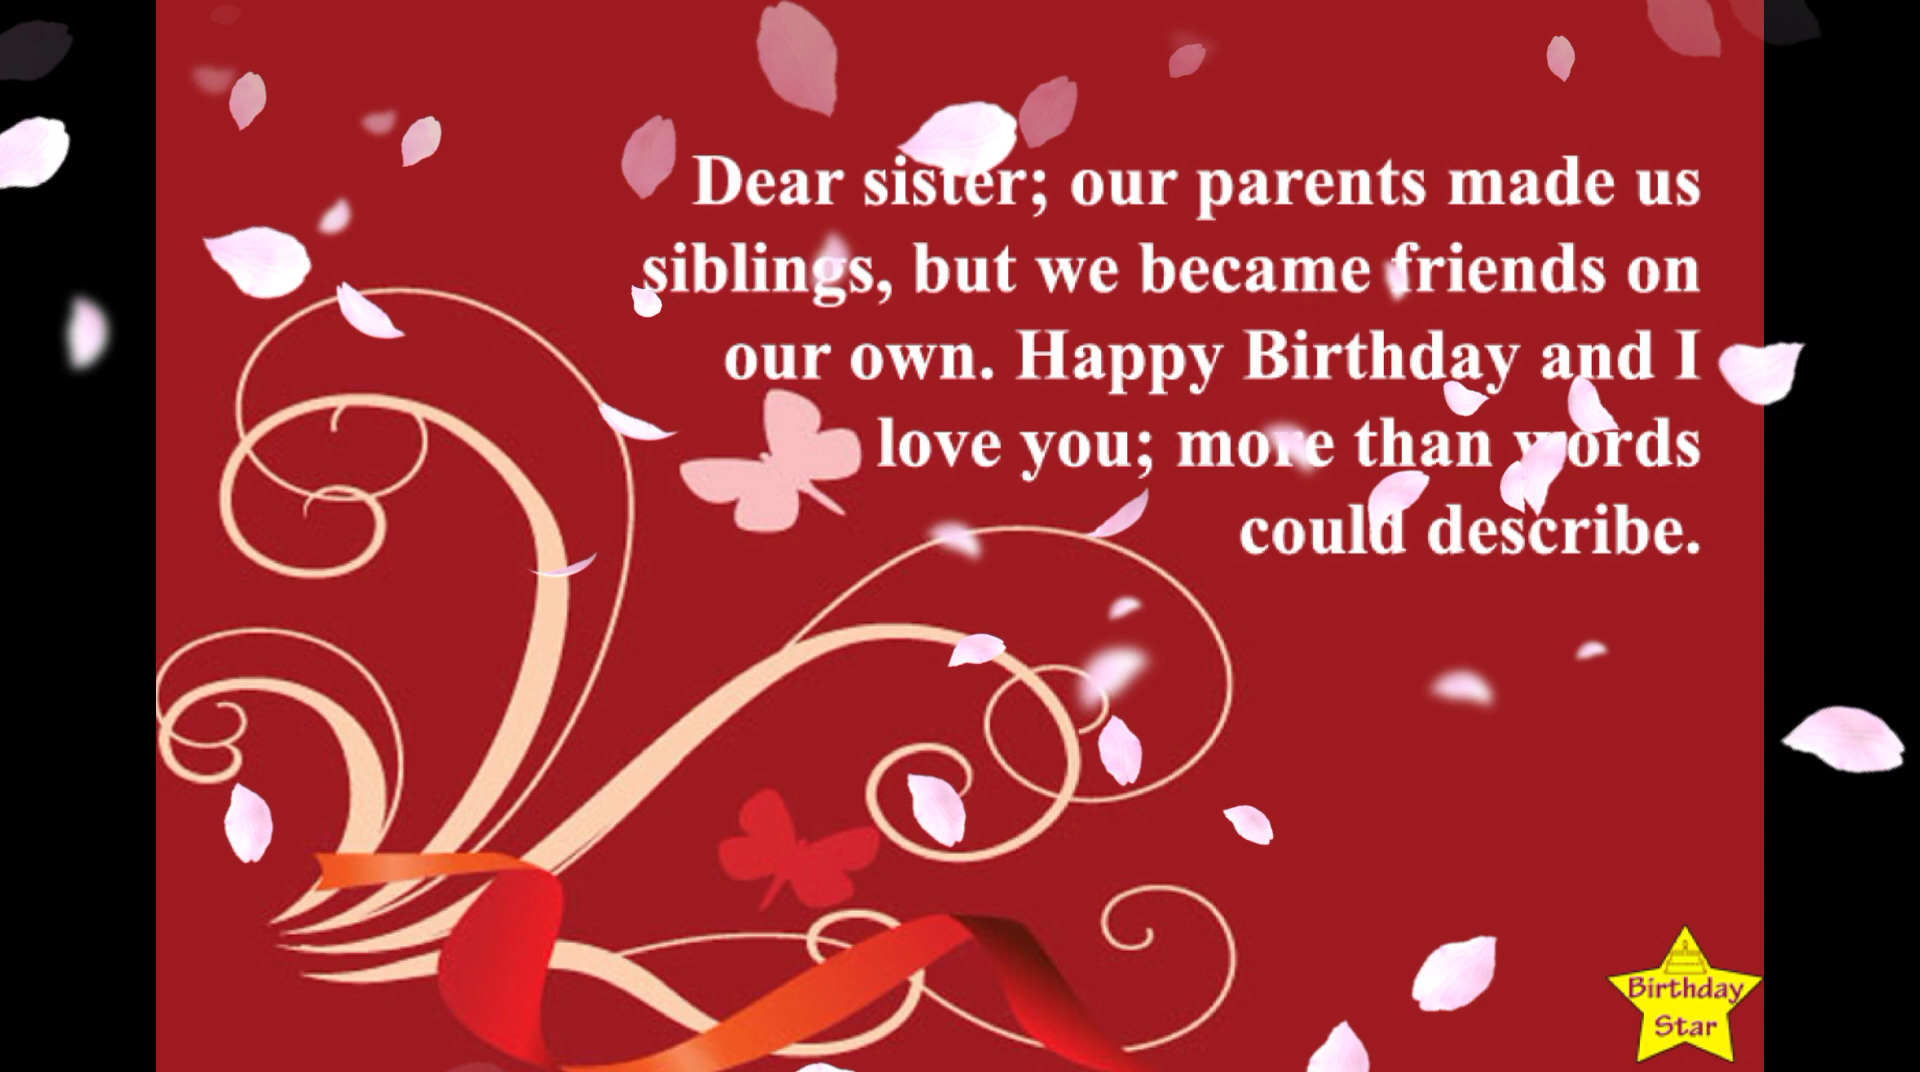 Dear sister; our parents made us
siblings, but we became friends on
our own. Happy Birthday and I
love you; more than words
could describe.
Birthday
Star